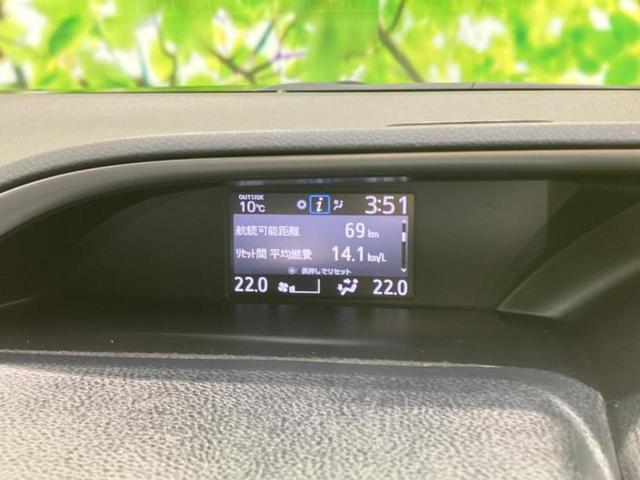 OUTSIDE
10℃ i 3:51
航続可能距離 69 km
リセット間 平均燃費 14.1 km/L
:長押しでリセット
22.0 22.0